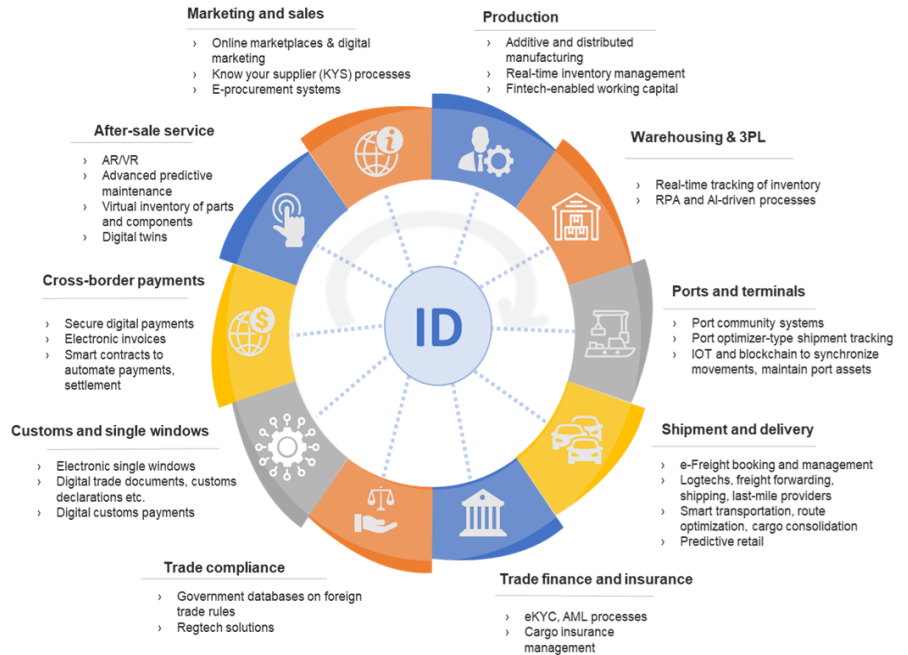 Marketing and sales
› Online marketplaces & digital
marketing
› Know your supplier (KYS) processes
› E-procurement systems
Production
› Additive and distributed
manufacturing
› Real-time inventory management
› Fintech-enabled working capital
Warehousing & 3PL
› Real-time tracking of inventory
› RPA and AI-driven processes
Ports and terminals
› Port community systems
› Port optimizer-type shipment tracking
› IOT and blockchain to synchronize
movements, maintain port assets
Shipment and delivery
› e-Freight booking and management
› Logtechs, freight forwarding,
shipping, last-mile providers
› Smart transportation, route
optimization, cargo consolidation
› Predictive retail
Trade finance and insurance
› eKYC, AML processes
› Cargo insurance
management
Trade compliance
› Government databases on foreign
trade rules
› Regtech solutions
Customs and single windows
› Electronic single windows
› Digital trade documents, customs
declarations etc.
› Digital customs payments
Cross-border payments
› Secure digital payments
› Electronic invoices
› Smart contracts to
automate payments,
settlement
After-sale service
› AR/VR
› Advanced predictive
maintenance
› Virtual inventory of parts
and components
› Digital twins
i
$
ID